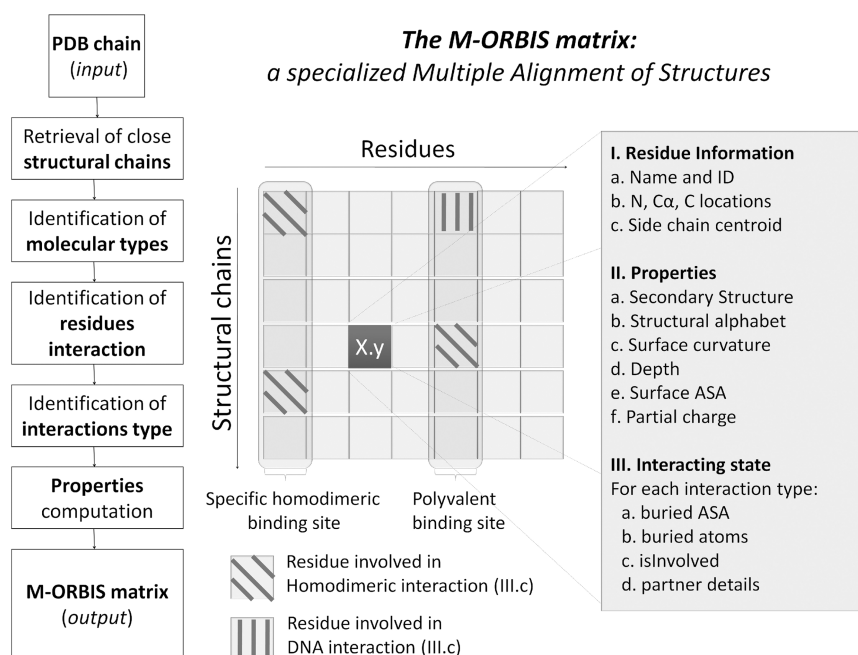 The M-ORBIS matrix:
a specialized Multiple Alignment of Structures
PDB chain
(input)
Retrieval of close
structural chains
Identification of
molecular types
Identification of
residues
interaction
Identification of
interactions type
Properties
computation
M-ORBIS matrix
(output)
Residues
Structural chains
X.y
Specific homodimeric
binding site
Polyvalent
binding site
Residue involved in
Homodimeric interaction (III.c)
Residue involved in
DNA interaction (III.c)
I. Residue Information
a. Name and ID
b. N, Cα, C locations
c. Side chain centroid
II. Properties
a. Secondary Structure
b. Structural alphabet
c. Surface curvature
d. Depth
e. Surface ASA
f. Partial charge
III. Interacting state
For each interaction type:
a. buried ASA
b. buried atoms
c. isInvolved
d. partner details